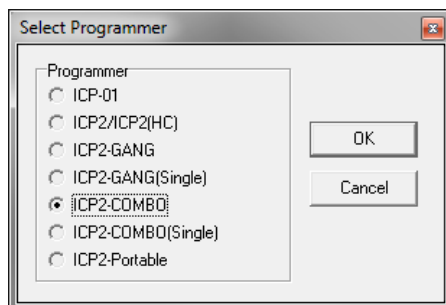 Select Programmer
Programmer
ICP-01
ICP2/ICP2(HC)
ICP2-GANG
ICP2-GANG(Single)
ICP2-COMBO
ICP2-COMBO(Single)
ICP2-Portable
OK
Cancel